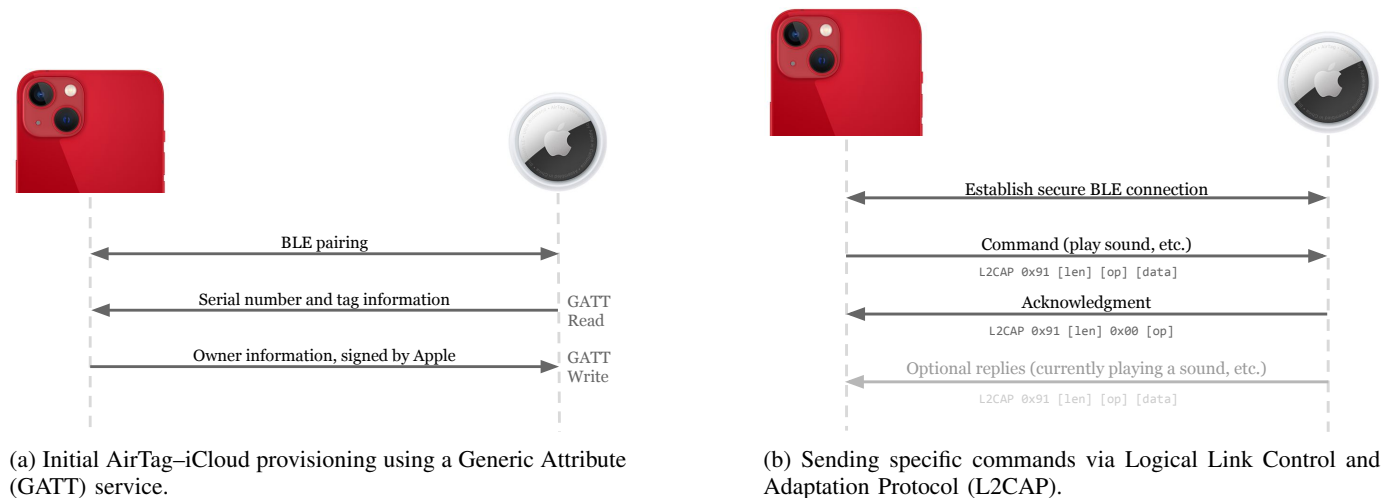 BLE pairing
Serial number and tag information
GATT
Read
Owner information, signed by Apple
GATT
Write
(a) Initial AirTag–iCloud provisioning using a Generic Attribute
(GATT) service.
Establish secure BLE connection
Command (play sound, etc.)
L2CAP 0x91 [len] [op] [data]
Acknowledgment
L2CAP 0x91 [len] 0x00 [op]
Optional replies (currently playing a sound, etc.)
L2CAP 0x91 [len] [op] [data]
(b) Sending specific commands via Logical Link Control and
Adaptation Protocol (L2CAP).